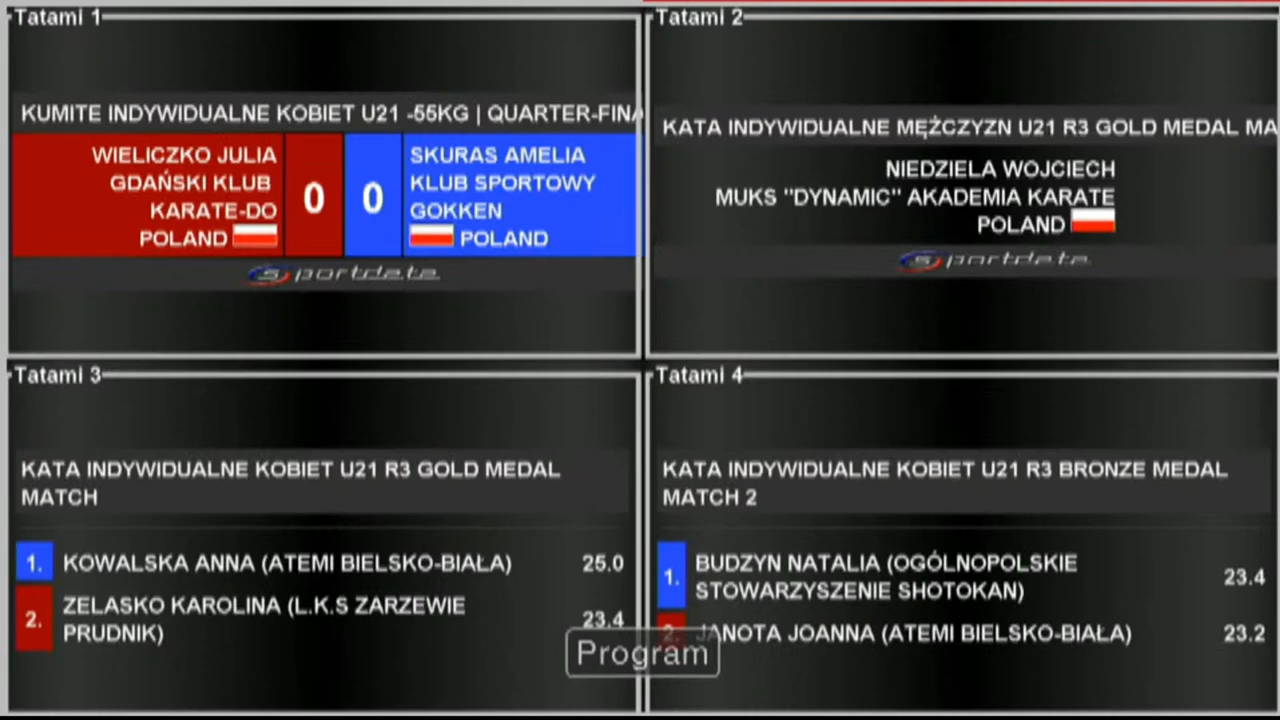 Tatami 1
KUMITE INDYWIDUALNE KOBIET U21 -55KG | QUARTER-FINA
WIELICZKO JULIA
GDAŃSKI KLUB
KARATE-DO
POLAND
0
0
SKURAS AMELIA
KLUB SPORTOWY
GOKKEN
POLAND
sportdata
Tatami 2
KATA INDYWIDUALNE MĘŻCZYZN U21 R3 GOLD MEDAL MA
NIEDZIELA WOJCIECH
MUKS "DYNAMIC" AKADEMIA KARATE
POLAND
sportdata
Tatami 3
KATA INDYWIDUALNE KOBIET U21 R3 GOLD MEDAL
MATCH
1. KOWALSKA ANNA (ATEMI BIELSKO-BIAŁA) 25.0
2. ZELASKO KAROLINA (L.K.S ZARZEWIE
PRUDNIK) 23.4
Tatami 4
KATA INDYWIDUALNE KOBIET U21 R3 BRONZE MEDAL
MATCH 2
1. BUDZYN NATALIA (OGÓLNOPOLSKIE
STOWARZYSZENIE SHOTOKAN) 23.4
2. JANOTA JOANNA (ATEMI BIELSKO-BIAŁA) 23.2
Program